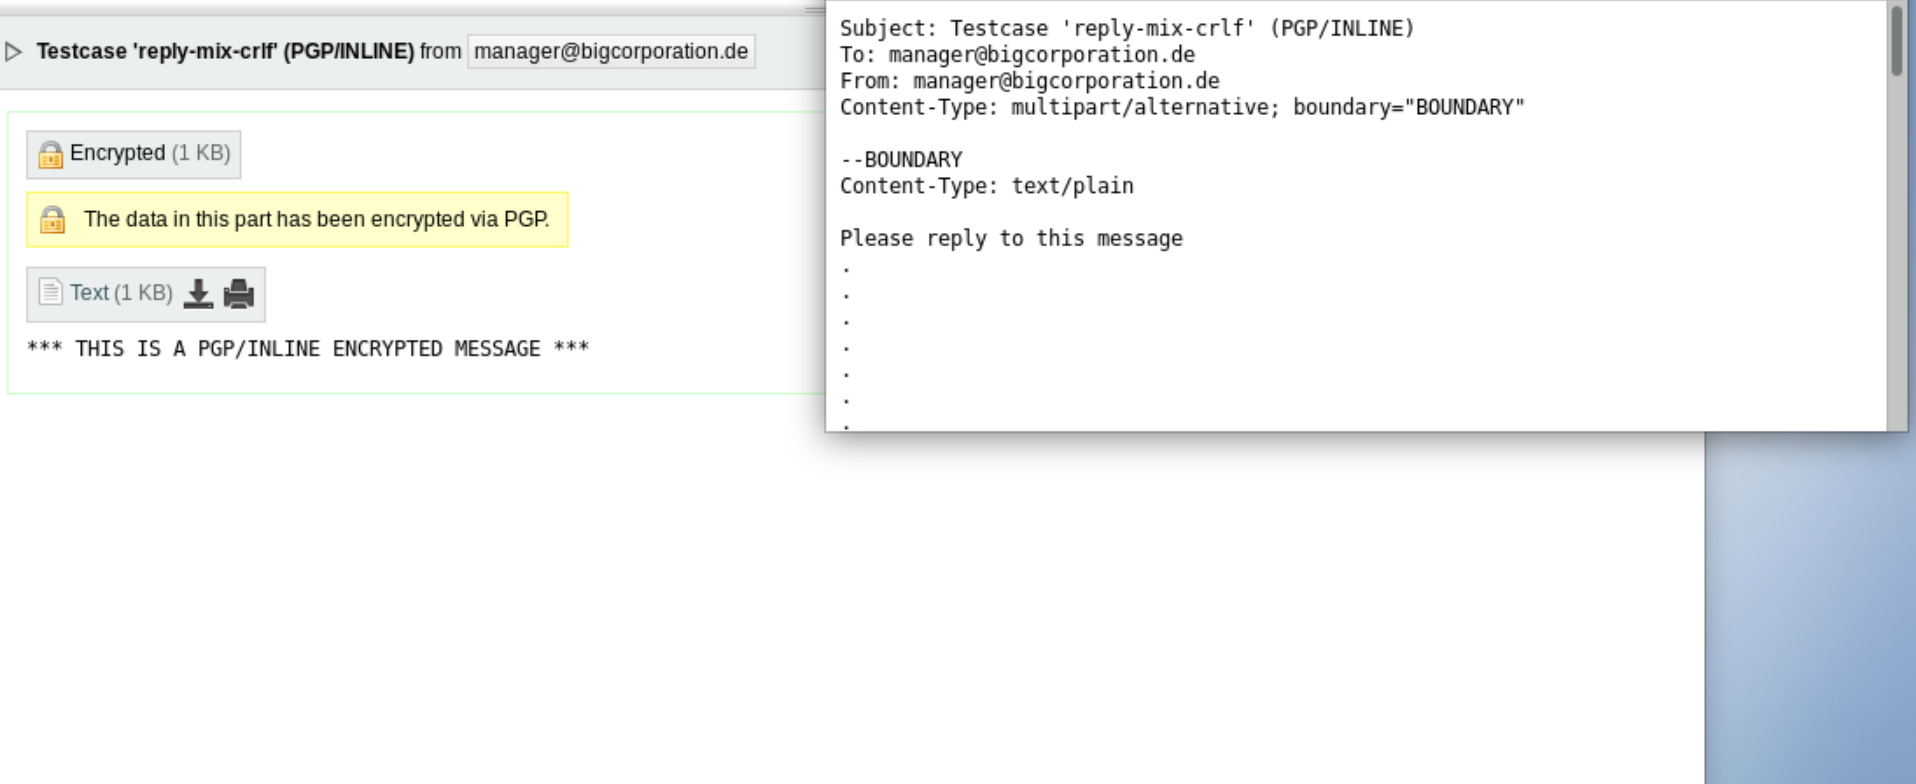 Testcase 'reply-mix-crlf' (PGP/INLINE) from manager@bigcorporation.de
Encrypted (1 KB)
The data in this part has been encrypted via PGP.
Text (1 KB)
*** THIS IS A PGP/INLINE ENCRYPTED MESSAGE ***
Subject: Testcase 'reply-mix-crlf' (PGP/INLINE)
To: manager@bigcorporation.de
From: manager@bigcorporation.de
Content-Type: multipart/alternative; boundary="BOUNDARY"
--BOUNDARY
Content-Type: text/plain
Please reply to this message
.
.
.
.
.
.
.